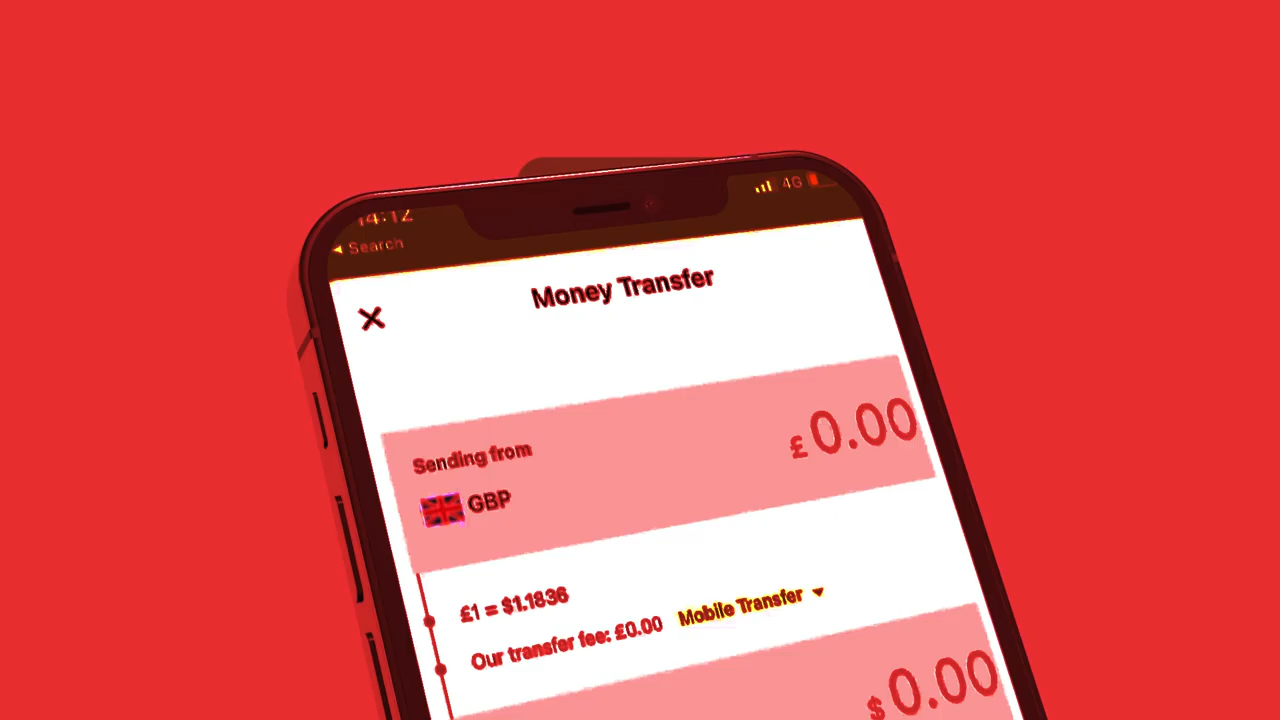 14:12
4G
Search
Money Transfer
Sending from
£0.00
GBP
£1 = $1.1836
Our transfer fee: £0.00 Mobile Transfer
$0.00